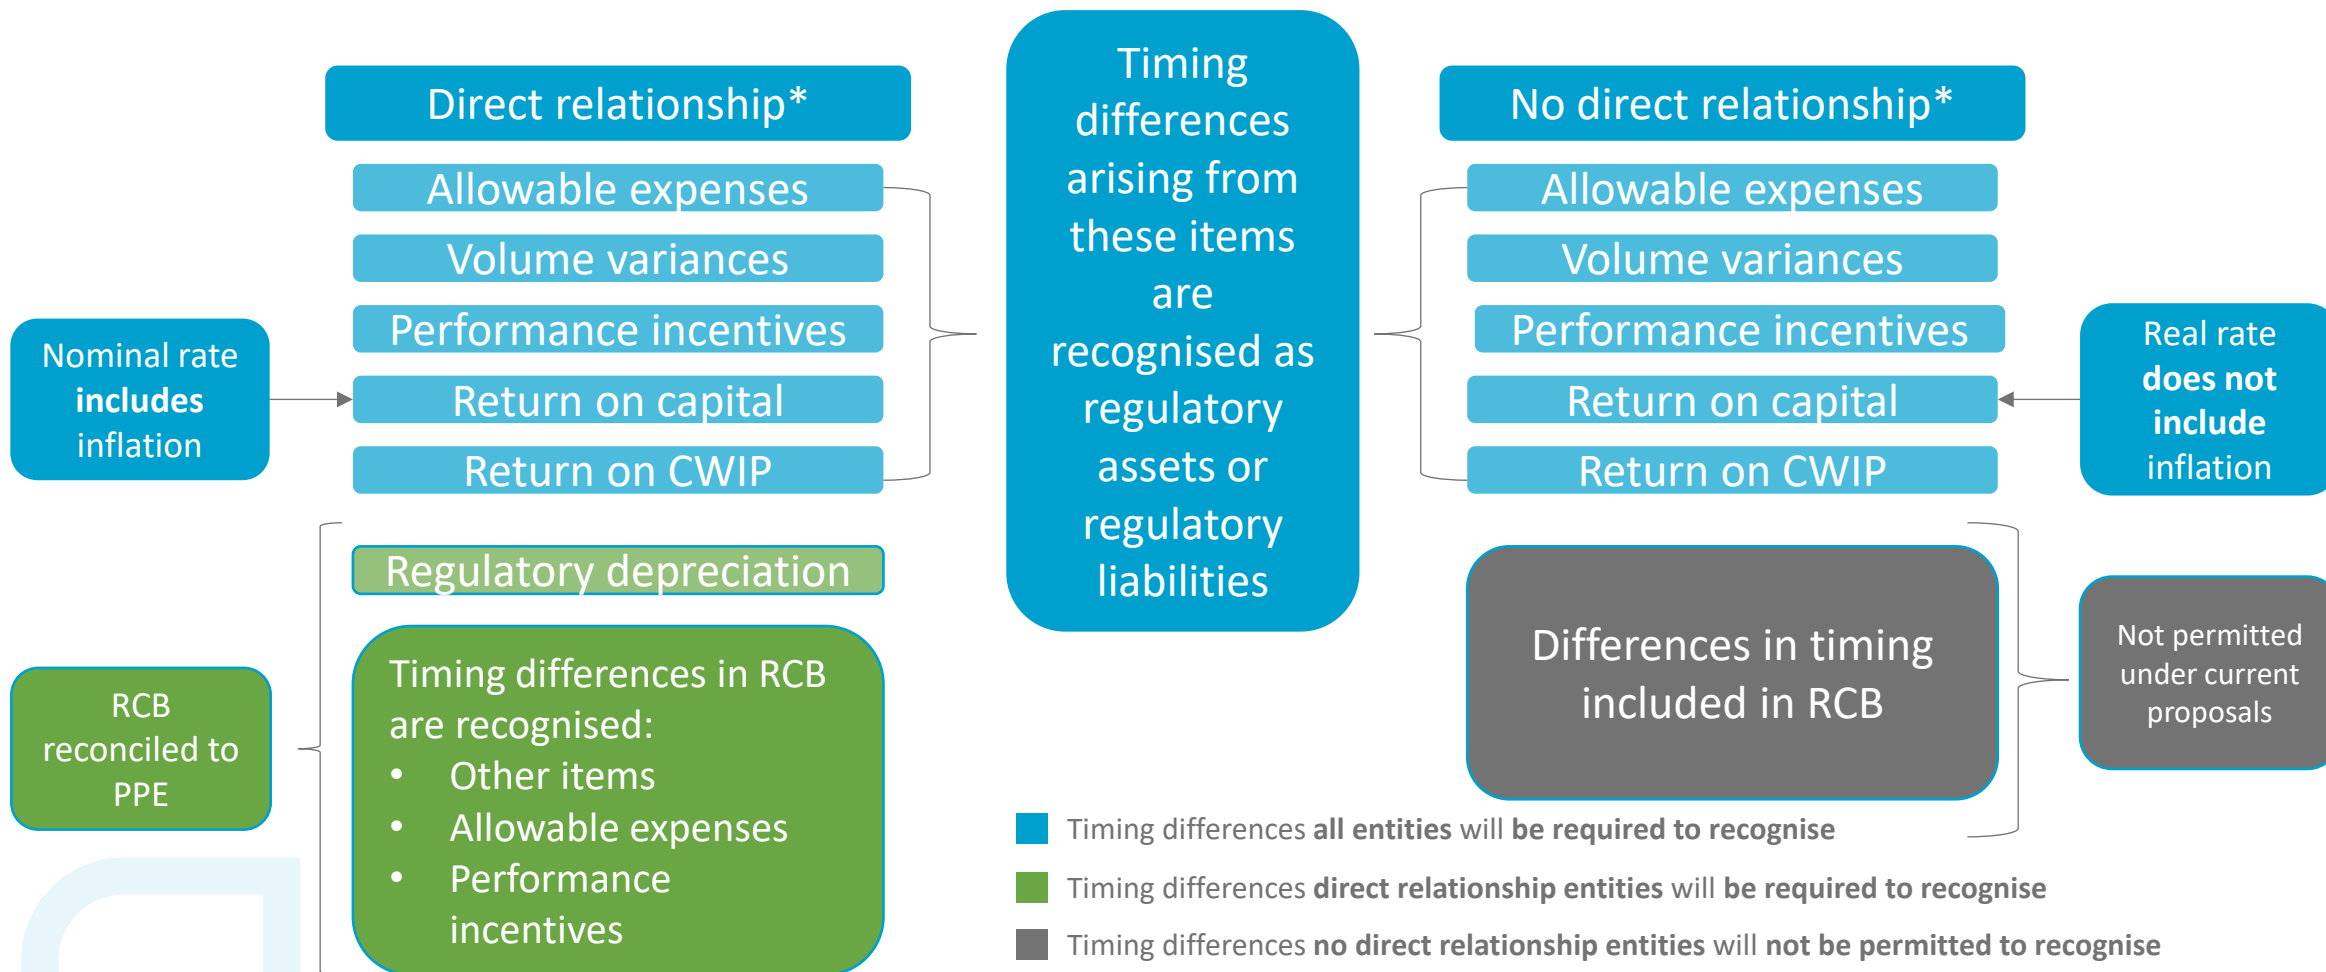 Direct relationship*
Allowable expenses
Volume variances
Performance incentives
Return on capital
Return on CWIP
Nominal rate
includes
inflation
Regulatory depreciation
RCB
reconciled to
PPE
Timing differences in RCB
are recognised:
• Other items
• Allowable expenses
• Performance
incentives
Timing
differences
arising from
these items
are
recognised as
regulatory
assets or
regulatory
liabilities
No direct relationship*
Allowable expenses
Volume variances
Performance incentives
Return on capital
Return on CWIP
Real rate
does not
include
inflation
Differences in timing
included in RCB
Not permitted
under current
proposals
Timing differences all entities will be required to recognise
Timing differences direct relationship entities will be required to recognise
Timing differences no direct relationship entities will not be permitted to recognise